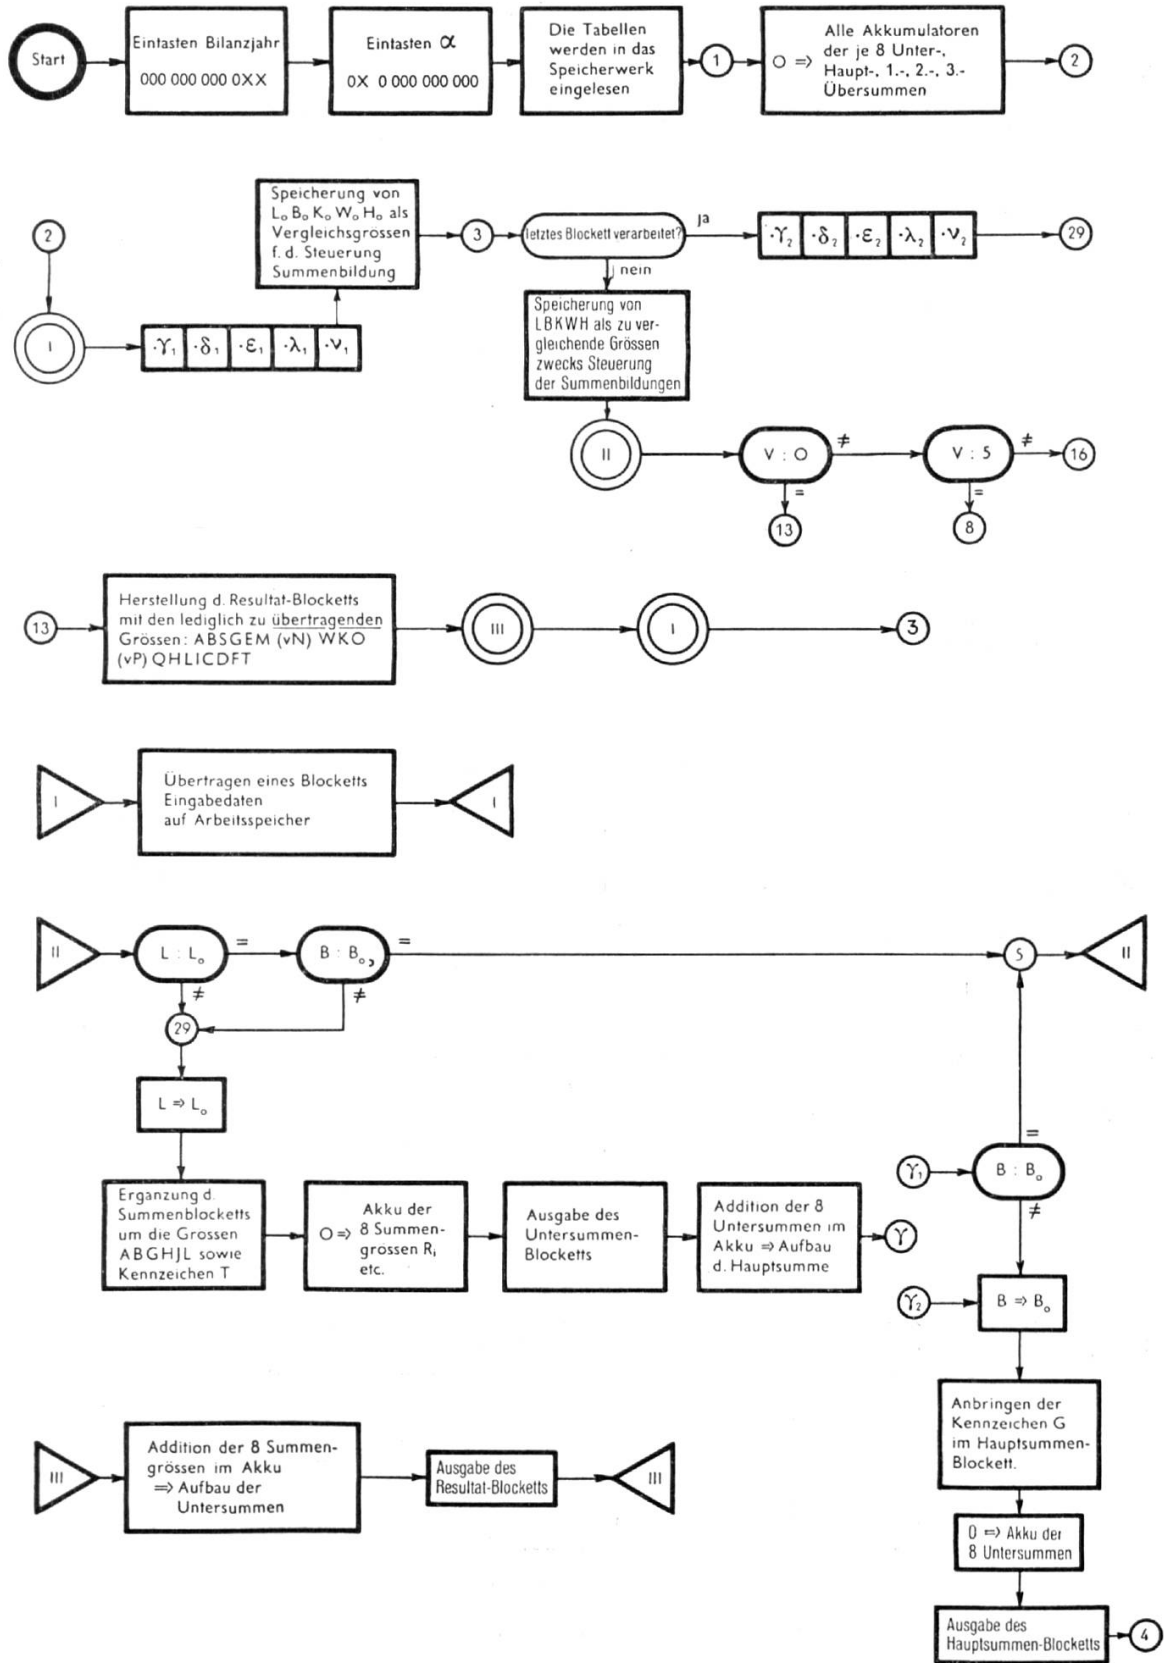 Start
Eintasten Bilanzjahr
000 000 000 0XX
Eintasten α
0X 0 000 000 000
Die Tabellen
werden in das
Speicherwerk
eingelesen
1
O ⇒
Alle Akkumulatoren
der je 8 Unter-,
Haupt-, 1.-, 2.-, 3.-
Übersummen
2
2
I
·γ₁ ·δ₁ ·ε₁ ·λ₁ ·ν₁
Speicherung von
L₀ B₀ K₀ W₀ H₀ als
Vergleichsgrössen
f. d. Steuerung
Summenbildung
3
letztes Blockett verarbeitet?
ja
·γ₂ ·δ₂ ·ε₂ ·λ₂ ·ν₂
29
nein
Speicherung von
LBKWH als zu ver-
gleichende Grössen
zwecks Steuerung
der Summenbildungen
II
V : O
≠
V : 5
≠
16
=
=
13
8
13
Herstellung d. Resultat-Blocketts
mit den lediglich zu übertragenden
Grössen: ABSGEM (vN) WKO
(vP) QHLICDFT
III
I
3
I
Übertragen eines Blocketts
Eingabedaten
auf Arbeitsspeicher
I
II
L : L₀
=
B : B₀,
=
5
II
≠
≠
29
L ⇒ L₀
Erganzung d.
Summenblocketts
um die Grossen
ABGHJL sowie
Kennzeichen T
O ⇒
Akku der
8 Summen-
grössen Rᵢ
etc.
Ausgabe des
Untersummen-
Blocketts
Addition der 8
Untersummen im
Akku ⇒ Aufbau
d. Hauptsumme
γ
=
γ₁
B : B₀
≠
γ₂
B ⇒ B₀
Anbringen der
Kennzeichen G
im Hauptsummen-
Blockett.
0 ⇒ Akku der
8 Untersummen
Ausgabe des
Hauptsummen-Blocketts
4
III
Addition der 8 Summen-
grössen im Akku
⇒ Aufbau der
Untersummen
Ausgabe des
Resultat-Blocketts
III